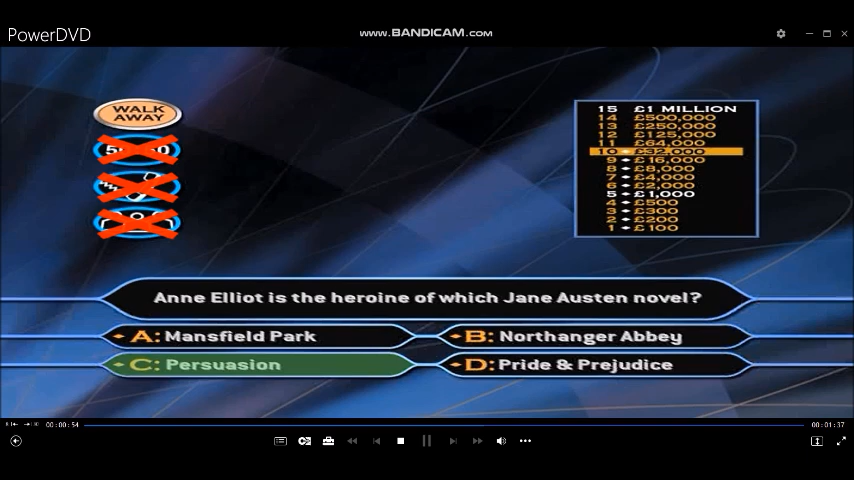 PowerDVD
www.BANDICAM.com
WALK
AWAY
15 £1 MILLION
14 £500,000
13 £250,000
12 £125,000
11 £64,000
10 £32,000
9 £16,000
8 £8,000
7 £4,000
6 £2,000
5 £1,000
4 £500
3 £300
2 £200
1 £100
Anne Elliot is the heroine of which Jane Austen novel?
A: Mansfield Park
B: Northanger Abbey
C: Persuasion
D: Pride & Prejudice
00:00:54
00:01:37